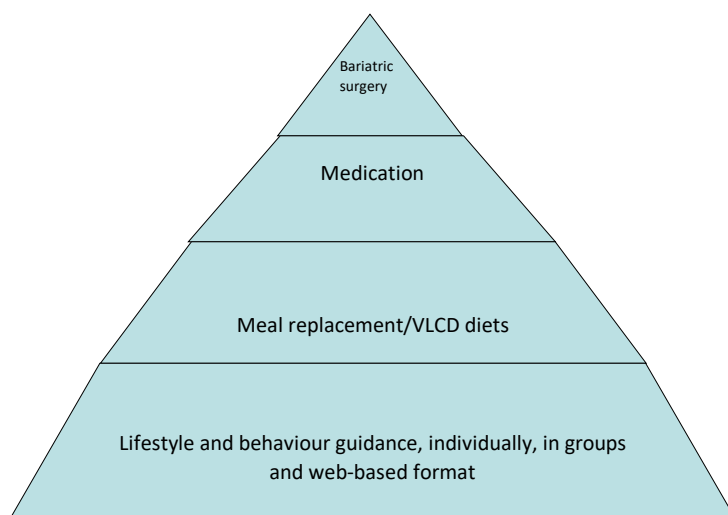 Bariatric
surgery
Medication
Meal replacement/VLCD diets
Lifestyle and behaviour guidance, individually, in groups
and web-based format